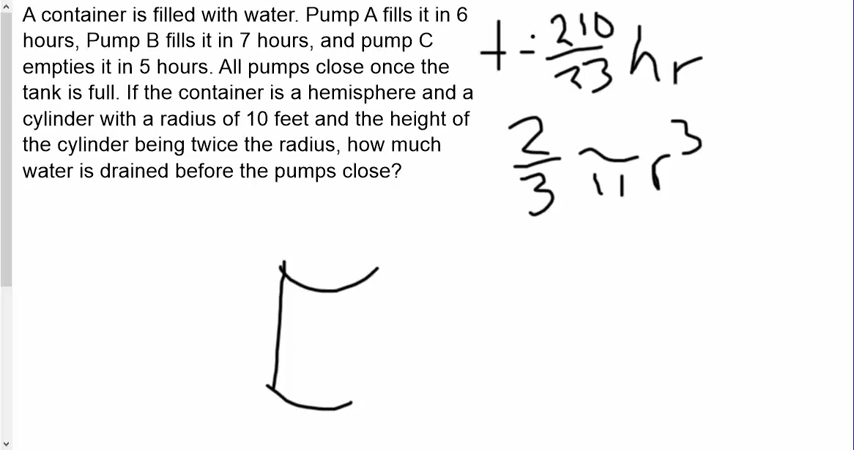 A container is filled with water. Pump A fills it in 6
hours, Pump B fills it in 7 hours, and pump C
empties it in 5 hours. All pumps close once the
tank is full. If the container is a hemisphere and a
cylinder with a radius of 10 feet and the height of
the cylinder being twice the radius, how much
water is drained before the pumps close?
t = 210/23 hr
2/3 πr³